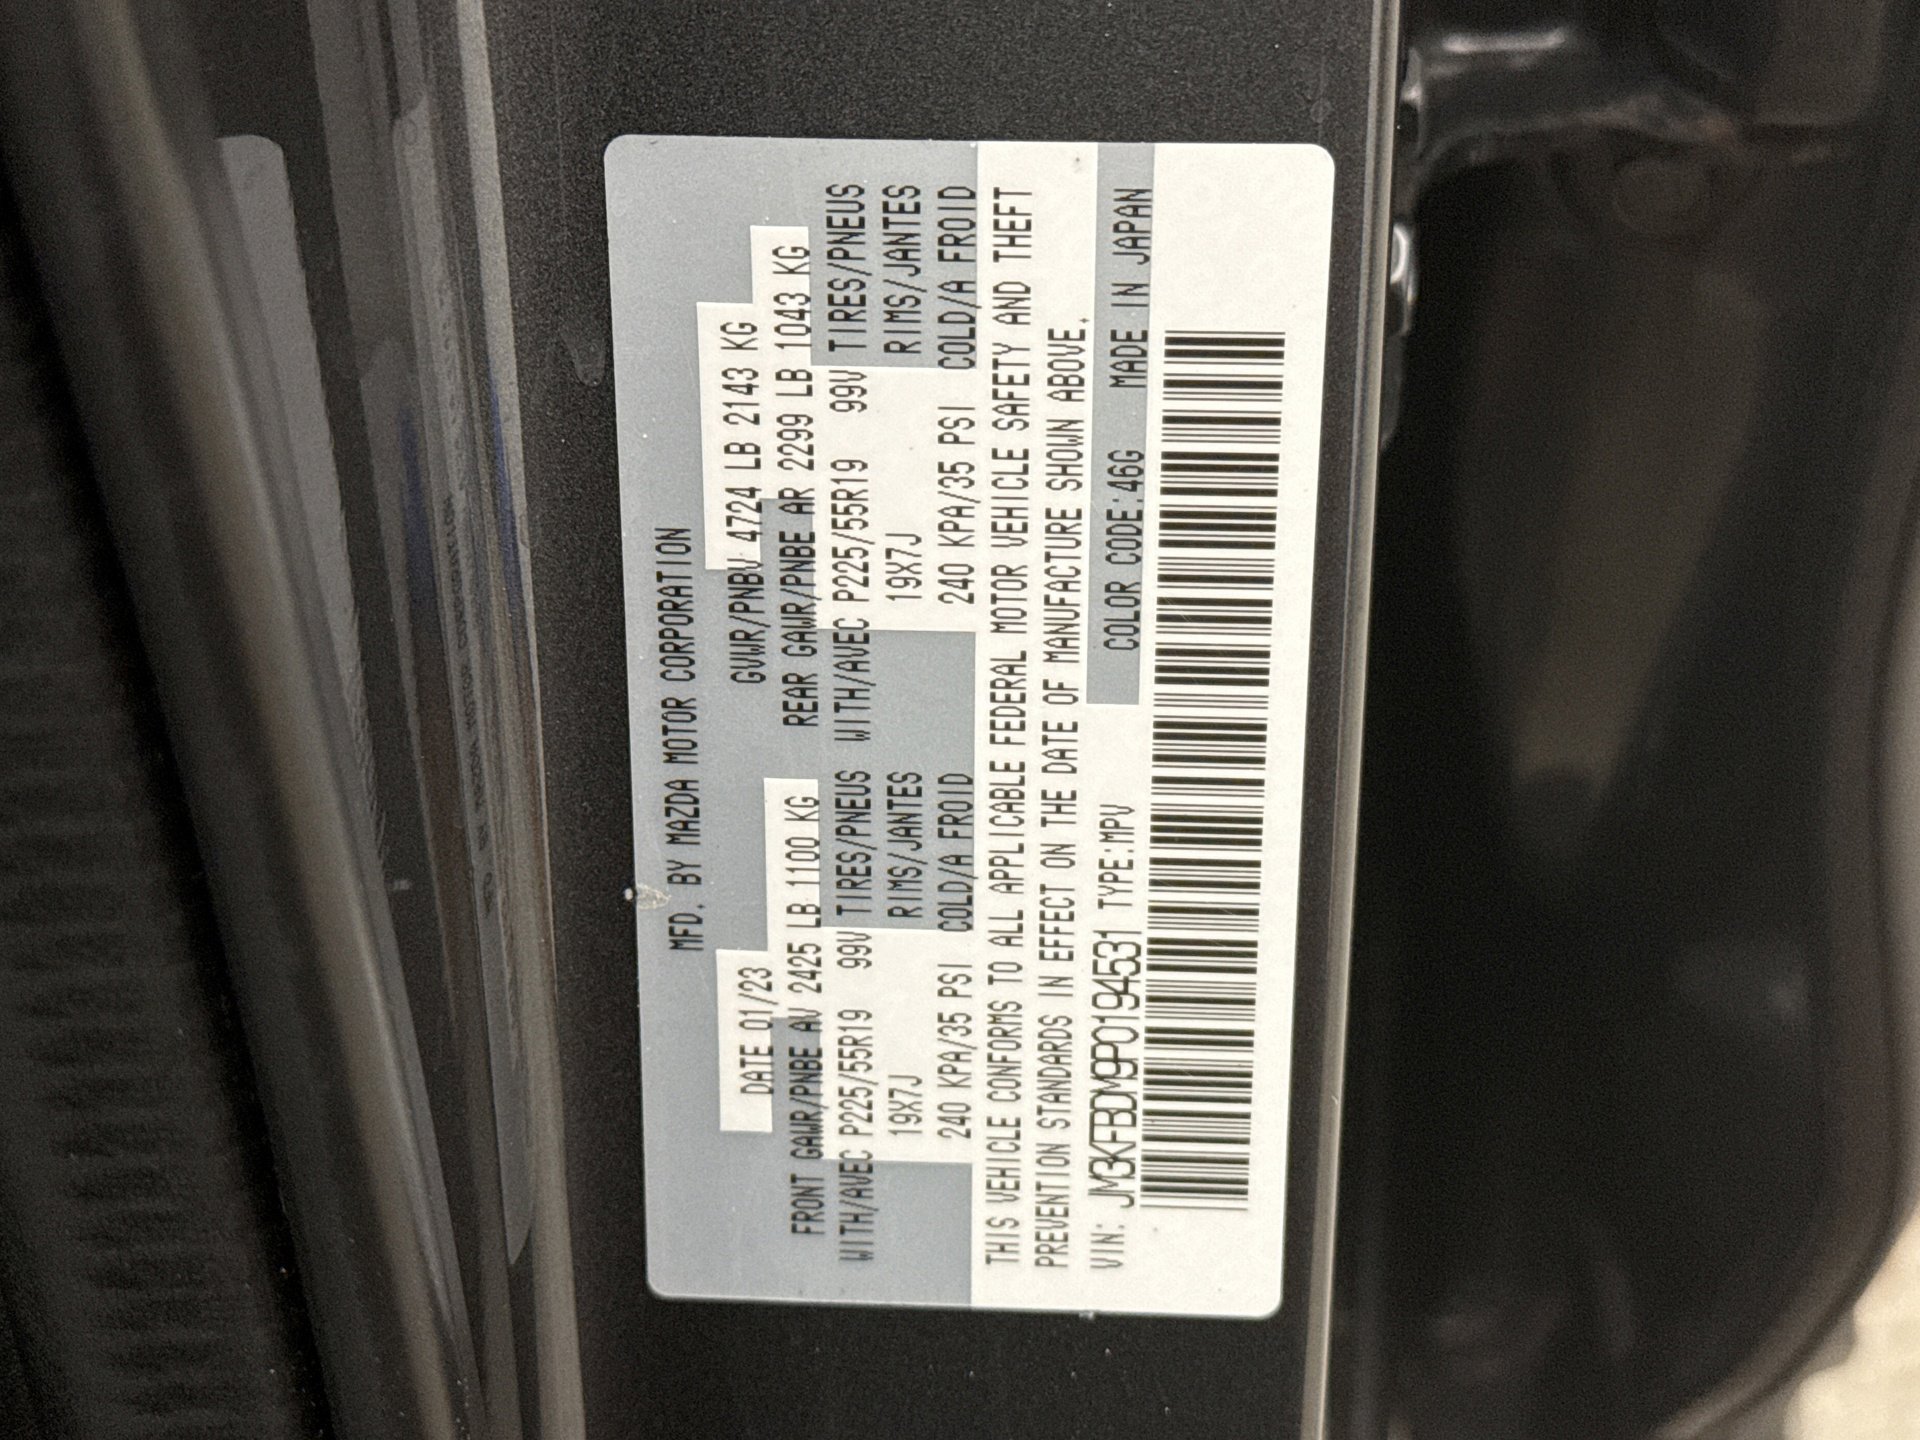 MFD. BY MAZDA MOTOR CORPORATION
DATE 01/23 GVWR/PNBV 4724 LB 2143 KG
FRONT GAWR/PNBE AV 2425 LB 1100 KG REAR GAWR/PNBE AR 2299 LB 1043 KG
WITH/AVEC P225/55R19 99V TIRES/PNEUS WITH/AVEC P225/55R19 99V TIRES/PNEUS
19X7J RIMS/JANTES 19X7J RIMS/JANTES
240 KPA/35 PSI COLD/A FROID 240 KPA/35 PSI COLD/A FROID
THIS VEHICLE CONFORMS TO ALL APPLICABLE FEDERAL MOTOR VEHICLE SAFETY AND THEFT
PREVENTION STANDARDS IN EFFECT ON THE DATE OF MANUFACTURE SHOWN ABOVE.
VIN: JM3KFBDM9P0194531 TYPE:MPV COLOR CODE:46G MADE IN JAPAN